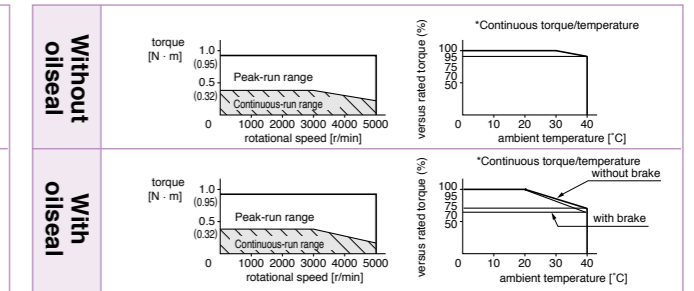 Without
oilseal
torque
[N · m]
1.0
(0.95)
0.5
(0.32)
0
Peak-run range
Continuous-run range
1000 2000 3000 4000 5000
rotational speed [r/min]
*Continuous torque/temperature
versus rated torque (%)
100
95
75
50
0
10 20 30 40
ambient temperature [˚C]
With
oilseal
torque
[N · m]
1.0
(0.95)
0.5
(0.32)
0
Peak-run range
Continuous-run range
1000 2000 3000 4000 5000
rotational speed [r/min]
*Continuous torque/temperature
without brake
versus rated torque (%)
100
95
75
70
50
with brake
0
10 20 30 40
ambient temperature [˚C]